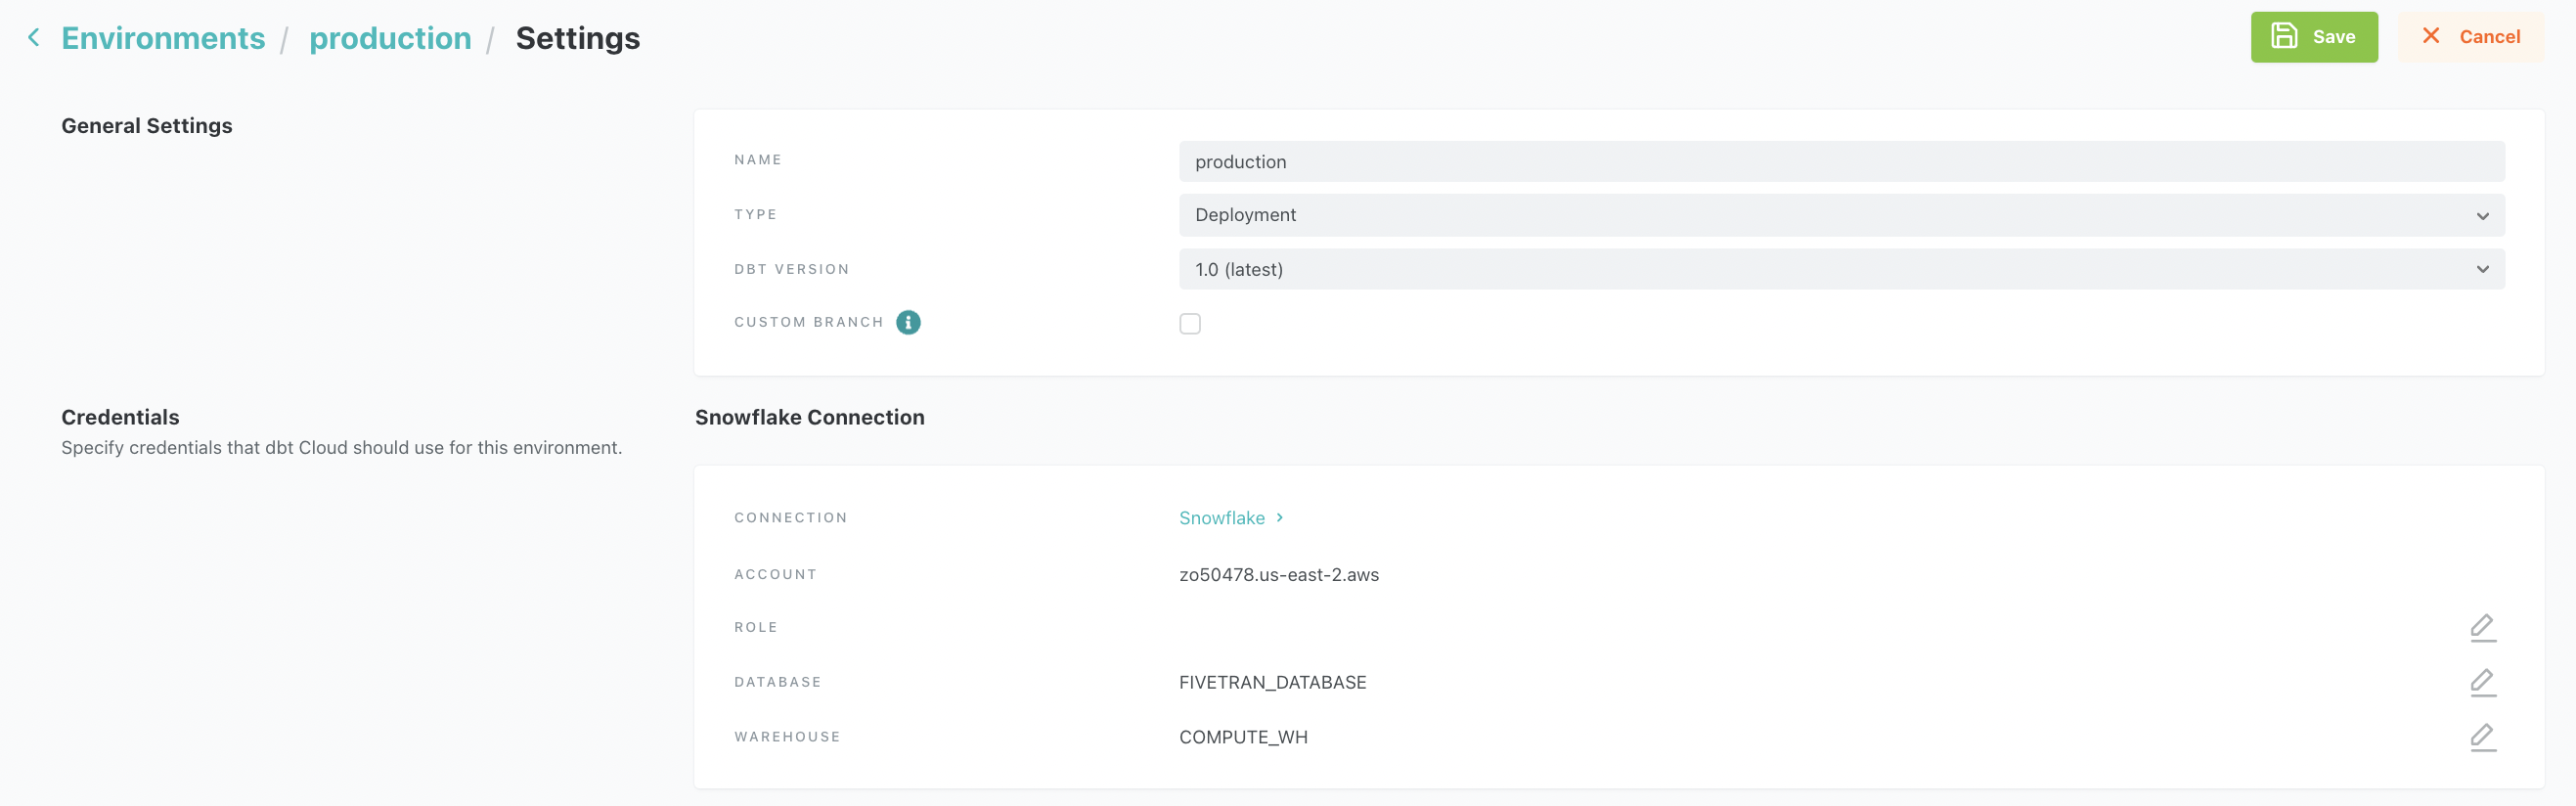 Environments / production / Settings
Save
Cancel
General Settings
NAME
production
TYPE
Deployment
DBT VERSION
1.0 (latest)
CUSTOM BRANCH
Credentials
Specify credentials that dbt Cloud should use for this environment.
Snowflake Connection
CONNECTION
Snowflake
ACCOUNT
zo50478.us-east-2.aws
ROLE
DATABASE
FIVETRAN_DATABASE
WAREHOUSE
COMPUTE_WH